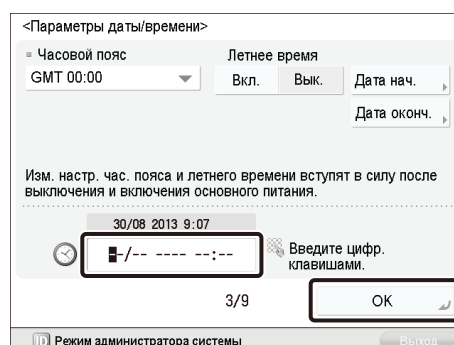 <Параметры даты/времени>
Часовой пояс
Летнее время
GMT 00:00
Вкл.
Вык.
Дата нач.
Дата оконч.
Изм. настр. час. пояса и летнего времени вступят в силу после
выключения и включения основного питания.
30/08 2013 9:07
-/-- ---- --:--
Введите цифр.
клавишами.
3/9
OK
ID Режим администратора системы
Выход